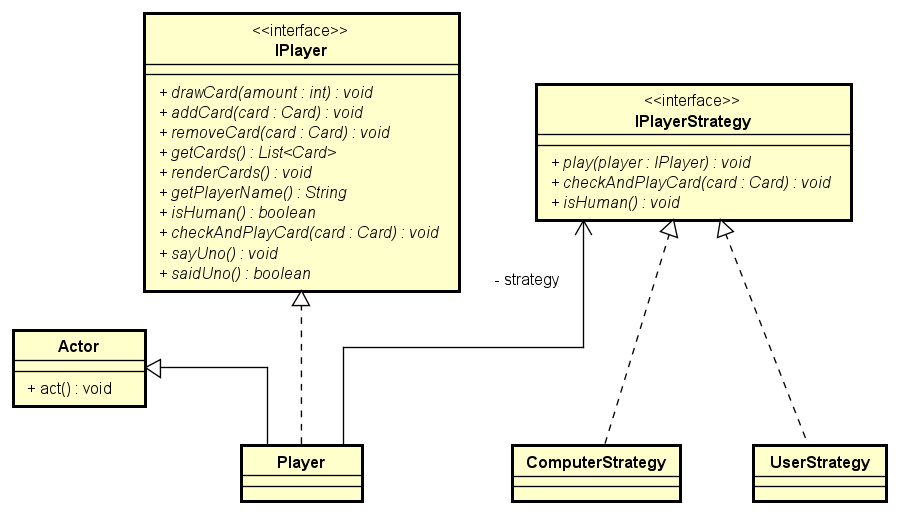 <<interface>>
IPlayer
+ drawCard(amount : int) : void
+ addCard(card : Card) : void
+ removeCard(card : Card) : void
+ getCards() : List<Card>
+ renderCards() : void
+ getPlayerName() : String
+ isHuman() : boolean
+ checkAndPlayCard(card : Card) : void
+ sayUno() : void
+ saidUno() : boolean
<<interface>>
IPlayerStrategy
+ play(player : IPlayer) : void
+ checkAndPlayCard(card : Card) : void
+ isHuman() : void
- strategy
Actor
+ act() : void
Player
ComputerStrategy
UserStrategy